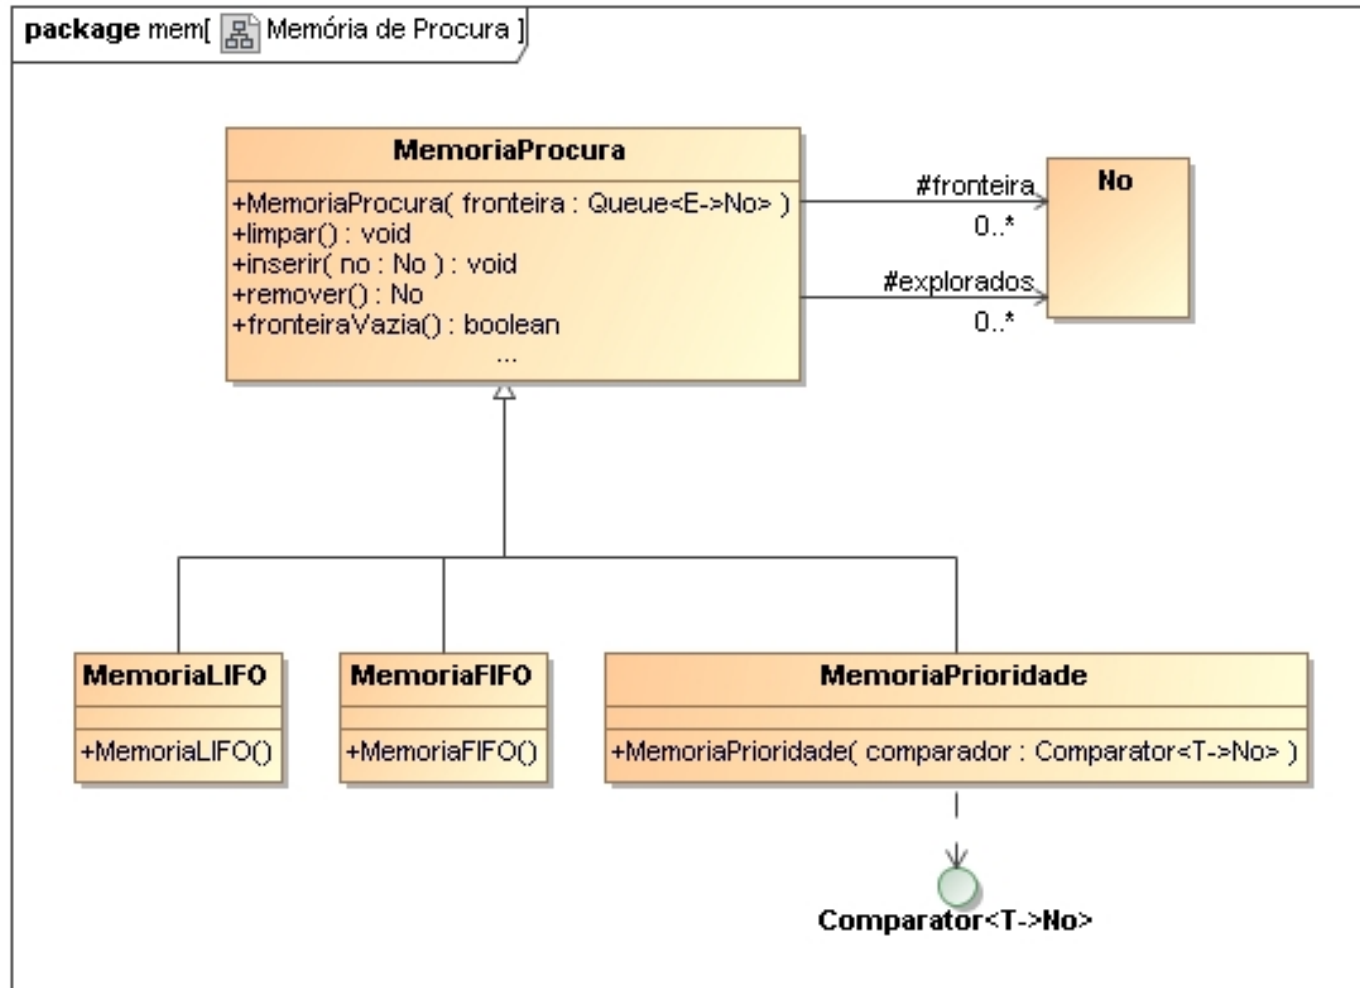 package mem[ Memória de Procura ]
MemoriaProcura
+MemoriaProcura( fronteira : Queue<E->No> )
+limpar() : void
+inserir( no : No ) : void
+remover() : No
+fronteiraVazia() : boolean
...
#fronteira
0..*
#explorados
0..*
No
MemoriaLIFO
+MemoriaLIFO()
MemoriaFIFO
+MemoriaFIFO()
MemoriaPrioridade
+MemoriaPrioridade( comparador : Comparator<T->No> )
Comparator<T->No>